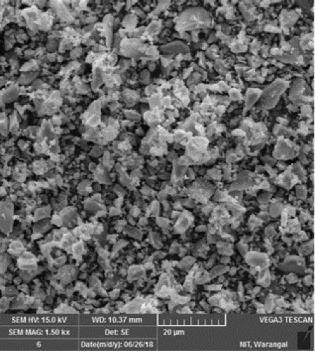 SEM HV: 15.0 kV WD: 10.37 mm VEGA3 TESCAN
SEM MAG: 1.50 kx Det: SE 20 µm
6 Date(m/d/y): 06/26/18 NIT, Warangal